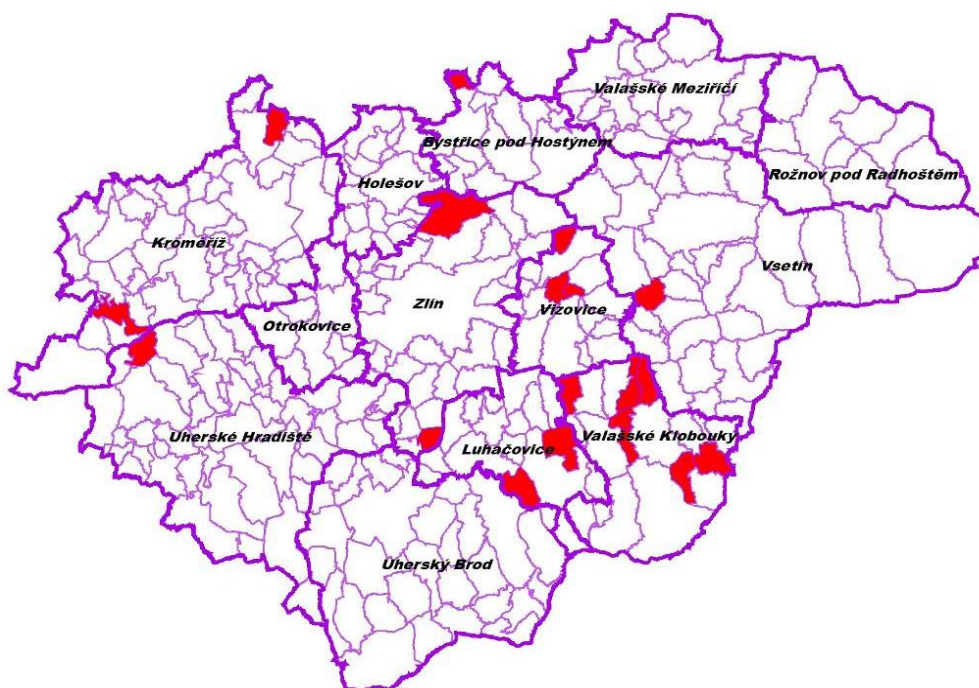 Valašské Meziříčí
Bystřice pod Hostýnem
Rožnov pod Radhoštěm
Holešov
Kroměříž
Vsetín
Zlín
Vizovice
Otrokovice
Uherské Hradiště
Valašské Klobouky
Luhačovice
Uherský Brod